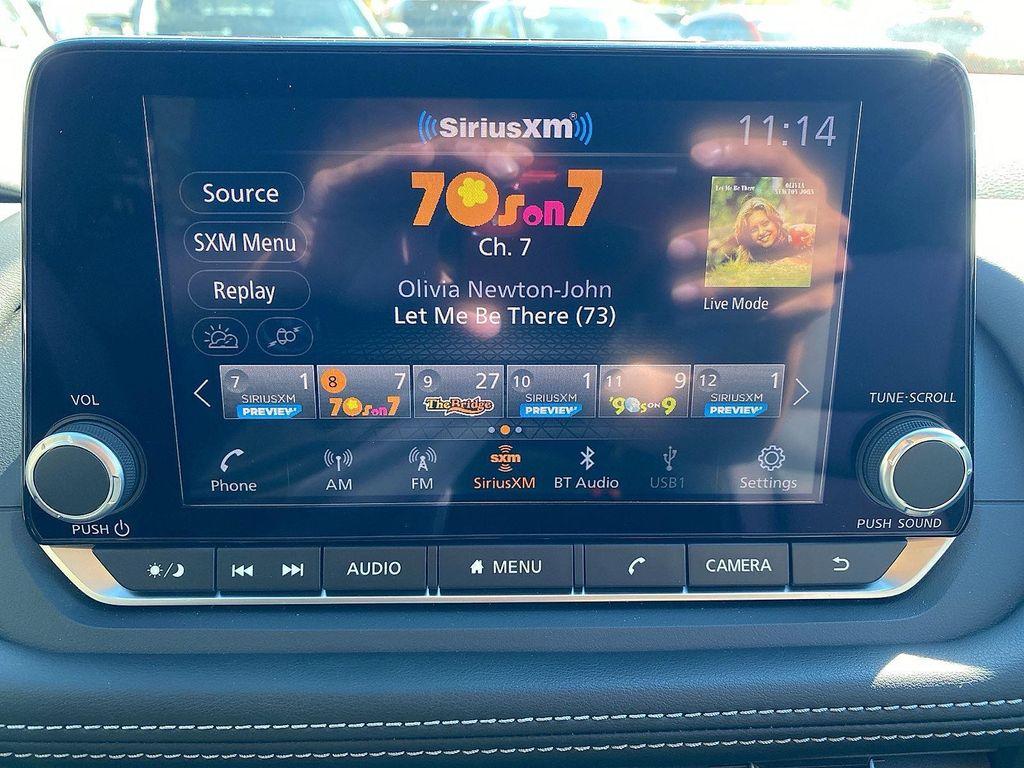 SiriusXM
11:14
Source
70s on 7
Let Me Be There
OLIVIA
NEWTON-JOHN
SXM Menu
Ch. 7
Replay
Olivia Newton-John
Let Me Be There (73)
Live Mode
7 1
SIRIUSXM
PREVIEW
8 7
70s on 7
9 27
The Bridge
10 1
SIRIUSXM
PREVIEW
11 9
'90s on 9
12 1
SIRIUSXM
PREVIEW
VOL
TUNE·SCROLL
Phone
AM
FM
sxm
SiriusXM
BT Audio
USB1
Settings
PUSH
PUSH SOUND
AUDIO
MENU
CAMERA